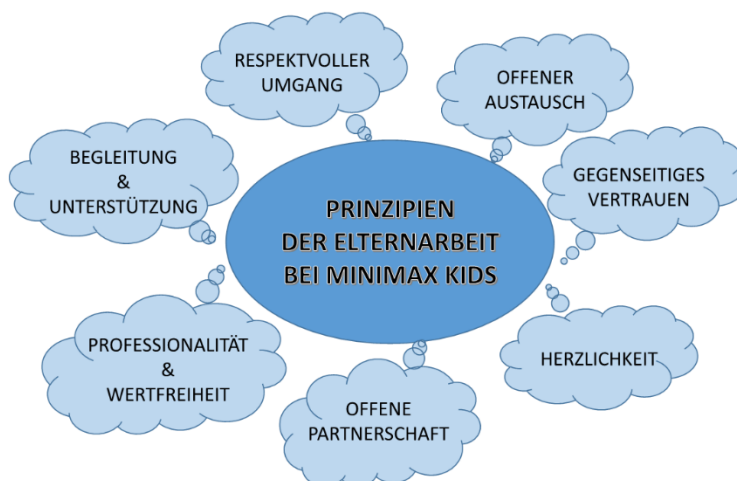 RESPEKTVOLLER
UMGANG
OFFENER
AUSTAUSCH
BEGLEITUNG
&
UNTERSTÜTZUNG
GEGENSEITIGES
VERTRAUEN
PRINZIPIEN
DER ELTERNARBEIT
BEI MINIMAX KIDS
PROFESSIONALITÄT
&
WERTFREIHEIT
HERZLICHKEIT
OFFENE
PARTNERSCHAFT